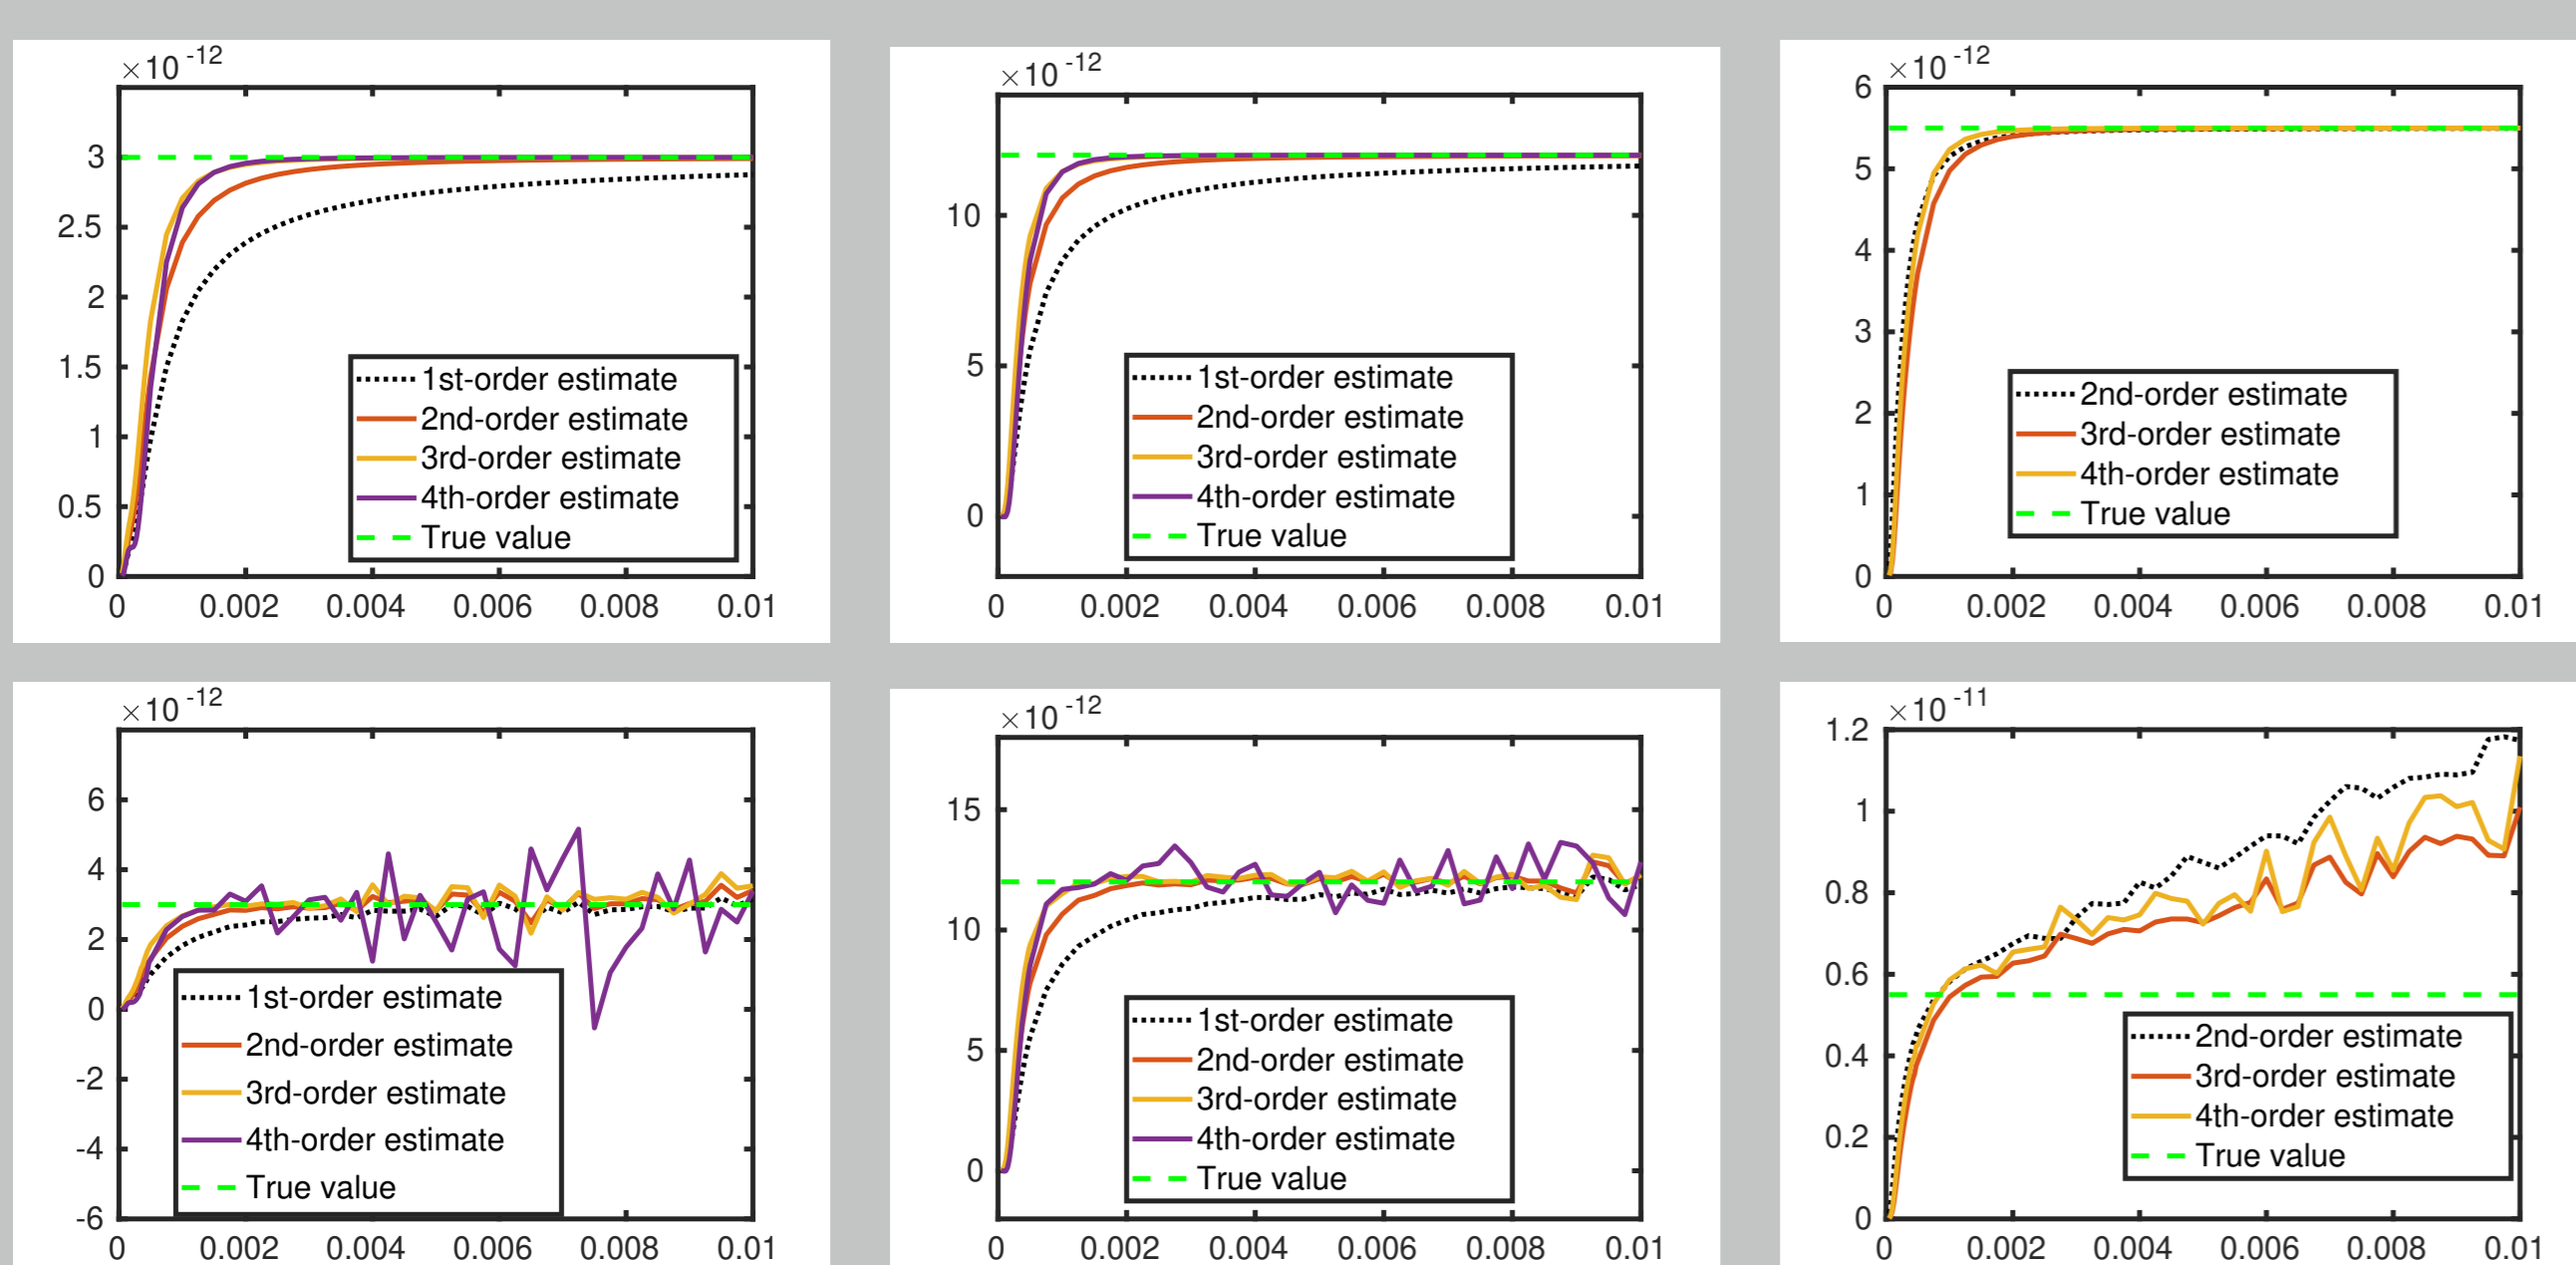 ×10 -12
3
2.5
2
1.5
1
0.5
0
0 0.002 0.004 0.006 0.008 0.01
1st-order estimate
2nd-order estimate
3rd-order estimate
4th-order estimate
True value
×10 -12
10
5
0
0 0.002 0.004 0.006 0.008 0.01
1st-order estimate
2nd-order estimate
3rd-order estimate
4th-order estimate
True value
×10 -12
6
5
4
3
2
1
0
0 0.002 0.004 0.006 0.008 0.01
2nd-order estimate
3rd-order estimate
4th-order estimate
True value
×10 -12
6
4
2
0
-2
-4
-6
0 0.002 0.004 0.006 0.008 0.01
1st-order estimate
2nd-order estimate
3rd-order estimate
4th-order estimate
True value
×10 -12
15
10
5
0
0 0.002 0.004 0.006 0.008 0.01
1st-order estimate
2nd-order estimate
3rd-order estimate
4th-order estimate
True value
×10 -11
1.2
1
0.8
0.6
0.4
0.2
0
0 0.002 0.004 0.006 0.008 0.01
2nd-order estimate
3rd-order estimate
4th-order estimate
True value